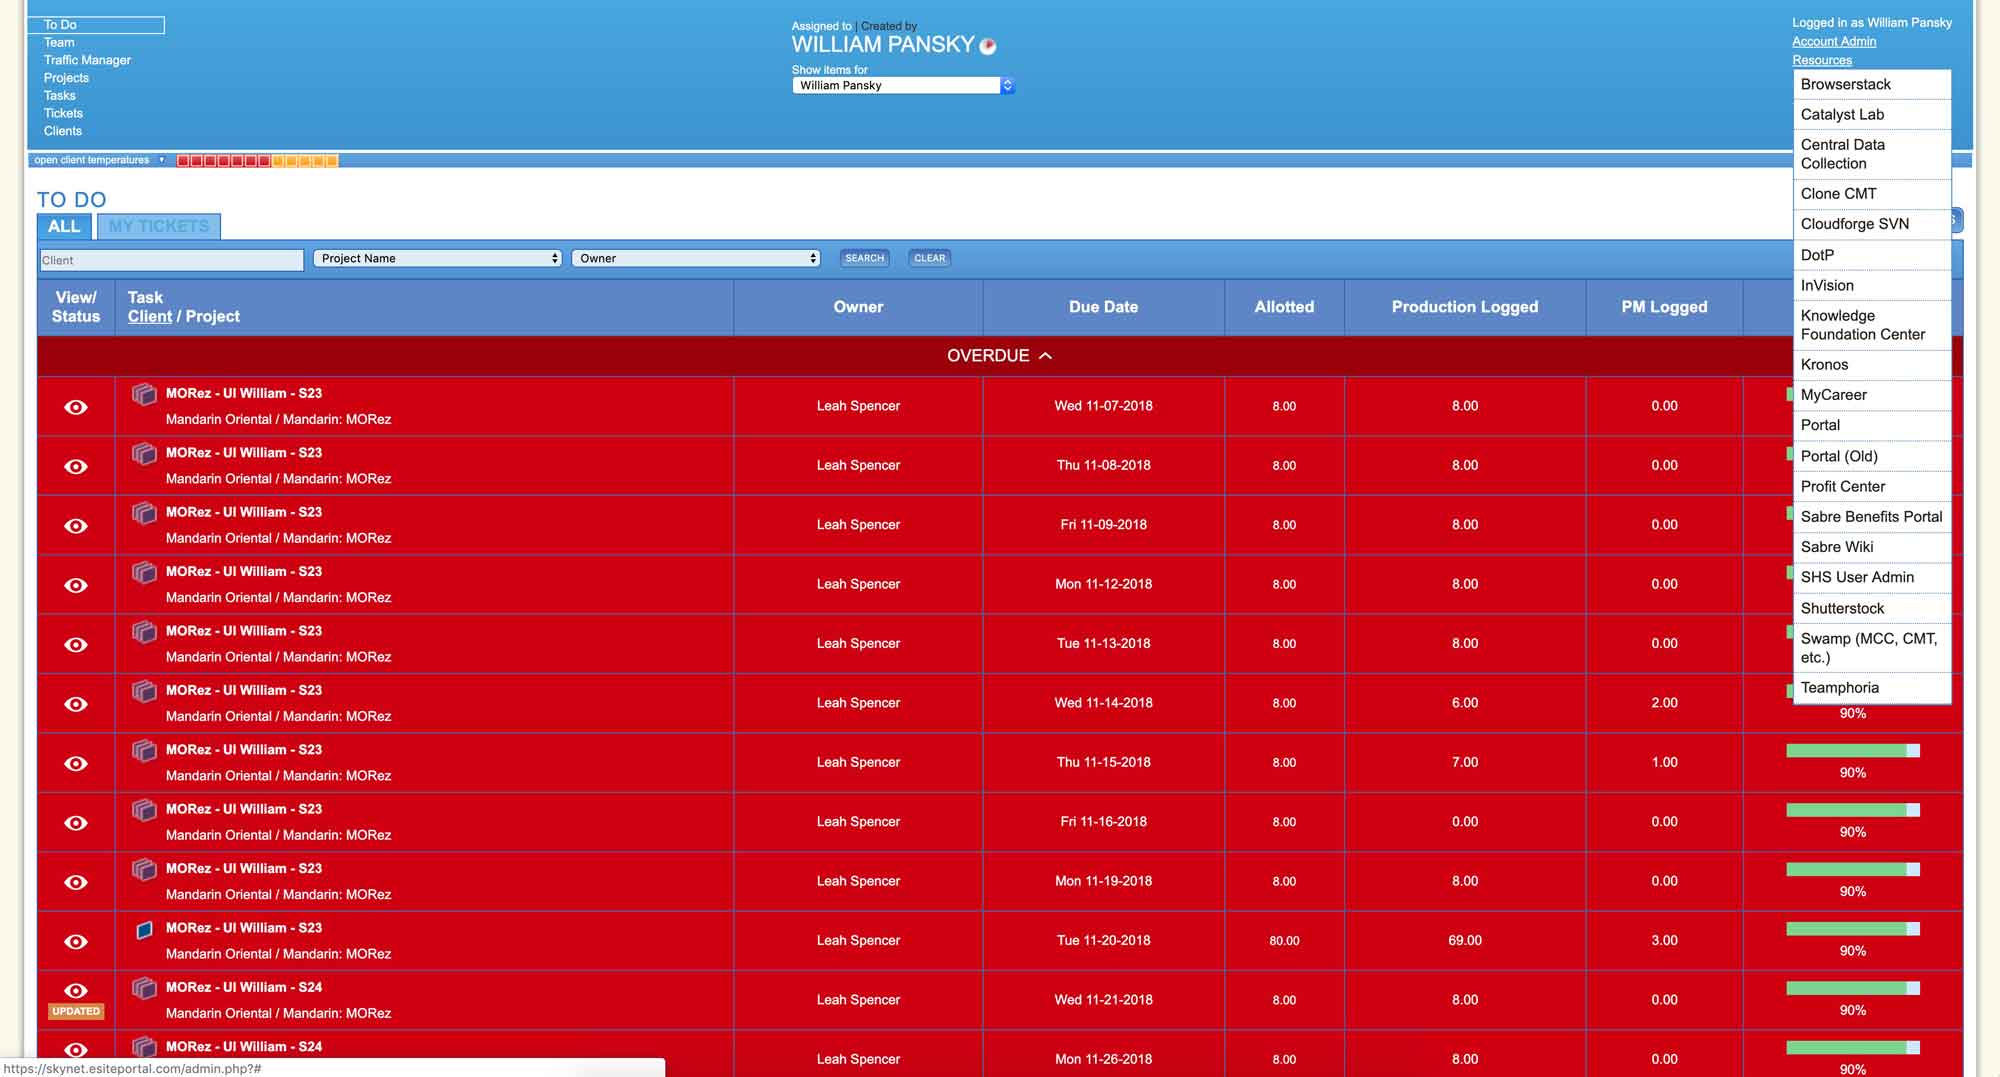 To Do
Team
Traffic Manager
Projects
Tasks
Tickets
Clients
Assigned to | Created by
WILLIAM PANSKY
Show items for
William Pansky
Logged in as William Pansky
Account Admin
Resources
Browserstack
Catalyst Lab
Central Data
Collection
Clone CMT
Cloudforge SVN
DotP
InVision
Knowledge
Foundation Center
Kronos
MyCareer
Portal
Portal (Old)
Profit Center
Sabre Benefits Portal
Sabre Wiki
SHS User Admin
Shutterstock
Swamp (MCC, CMT,
etc.)
Teamphoria
open client temperatures
TO DO
ALL MY TICKETS
Client Project Name Owner SEARCH CLEAR
View/
Status
Task
Client / Project
Owner Due Date Allotted Production Logged PM Logged
OVERDUE
MORez - UI William - S23
Mandarin Oriental / Mandarin: MORez
Leah Spencer Wed 11-07-2018 8.00 8.00 0.00
MORez - UI William - S23
Mandarin Oriental / Mandarin: MORez
Leah Spencer Thu 11-08-2018 8.00 8.00 0.00
MORez - UI William - S23
Mandarin Oriental / Mandarin: MORez
Leah Spencer Fri 11-09-2018 8.00 8.00 0.00
MORez - UI William - S23
Mandarin Oriental / Mandarin: MORez
Leah Spencer Mon 11-12-2018 8.00 8.00 0.00
MORez - UI William - S23
Mandarin Oriental / Mandarin: MORez
Leah Spencer Tue 11-13-2018 8.00 8.00 0.00
MORez - UI William - S23
Mandarin Oriental / Mandarin: MORez
Leah Spencer Wed 11-14-2018 8.00 6.00 2.00
90%
MORez - UI William - S23
Mandarin Oriental / Mandarin: MORez
Leah Spencer Thu 11-15-2018 8.00 7.00 1.00
90%
MORez - UI William - S23
Mandarin Oriental / Mandarin: MORez
Leah Spencer Fri 11-16-2018 8.00 0.00 0.00
90%
MORez - UI William - S23
Mandarin Oriental / Mandarin: MORez
Leah Spencer Mon 11-19-2018 8.00 8.00 0.00
90%
MORez - UI William - S23
Mandarin Oriental / Mandarin: MORez
Leah Spencer Tue 11-20-2018 80.00 69.00 3.00
90%
UPDATED
MORez - UI William - S24
Mandarin Oriental / Mandarin: MORez
Leah Spencer Wed 11-21-2018 8.00 8.00 0.00
90%
MORez - UI William - S24
Leah Spencer Mon 11-26-2018 8.00 8.00 0.00
90%
https://skynet.esiteportal.com/admin.php?#